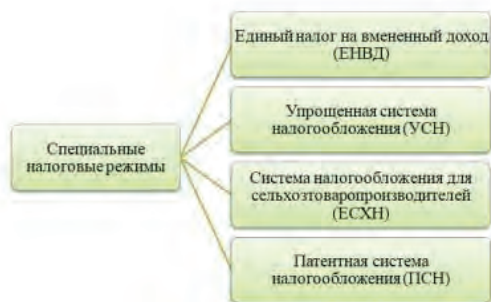 Единый налог на вмененный доход
(ЕНВД)
Упрощенная система
налогообложения (УСН)
Специальные
налоговые режимы
Система налогообложения для
сельхозтоваропроизводителей
(ЕСХН)
Патентная система
налогообложения (ПСН)